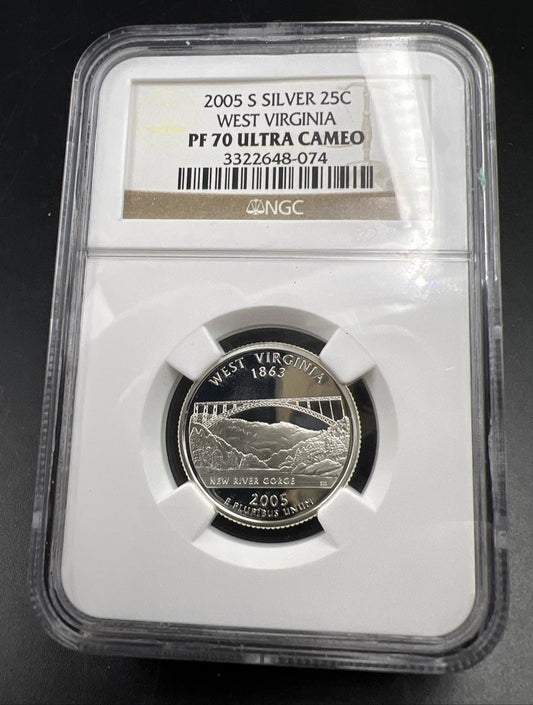 2005 S SILVER 25C
WEST VIRGINIA
PF 70 ULTRA CAMEO
3322648-074
NGC
WEST VIRGINIA
1863
NEW RIVER GORGE
2005
E PLURIBUS UNUM